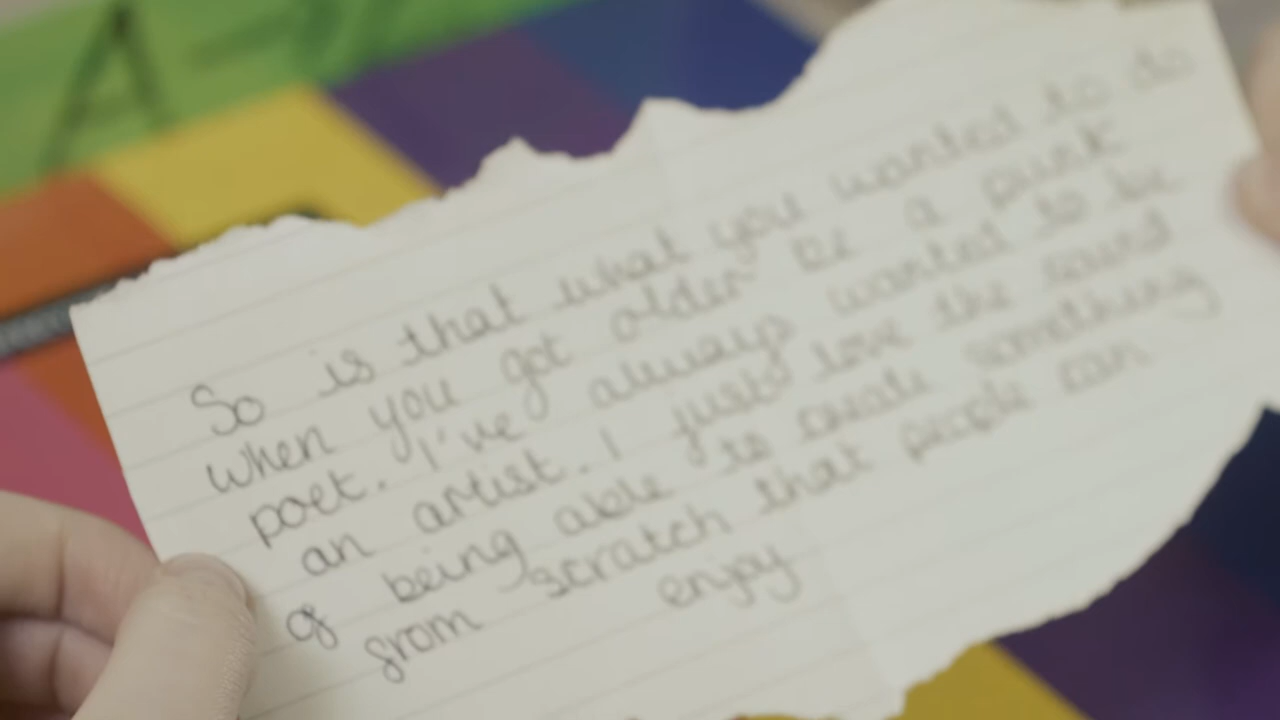 So is that what you wanted to do
when you got older be a punk
poet. I've always wanted to be
an artist. I just love the sound
of being able to create something
from scratch that people can
enjoy